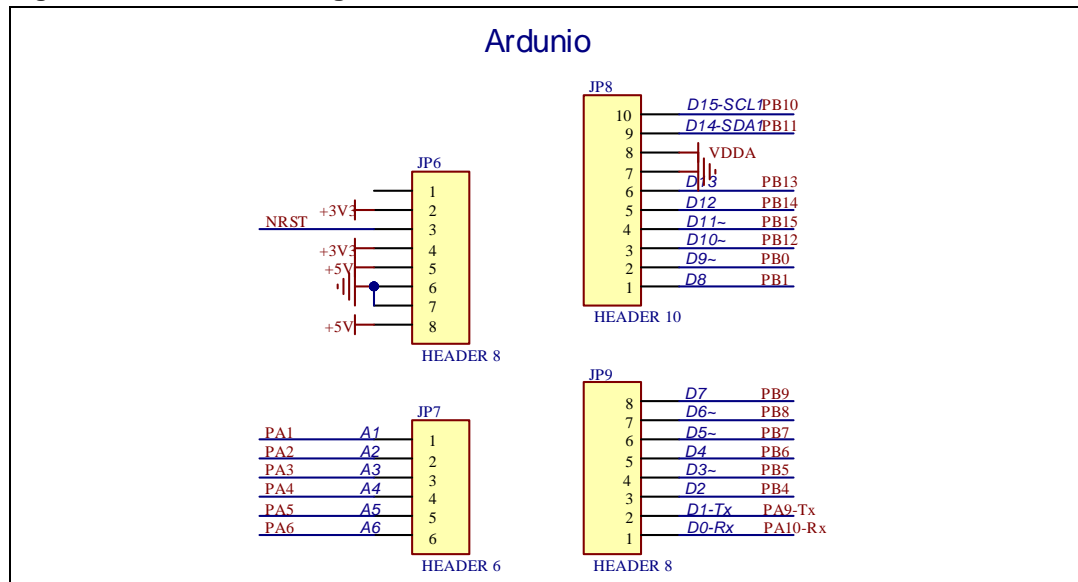 Ardunio
JP6
1
+3V3 2
NRST 3
+3V3 4
+5V 5
6
7
+5V 8
HEADER 8
JP8
10 D15-SCL1 PB10
9 D14-SDA1 PB11
8 VDDA
7
6 D13 PB13
5 D12 PB14
4 D11~ PB15
3 D10~ PB12
2 D9~ PB0
1 D8 PB1
HEADER 10
JP7
PA1 A1 1
PA2 A2 2
PA3 A3 3
PA4 A4 4
PA5 A5 5
PA6 A6 6
HEADER 6
JP9
8 D7 PB9
7 D6~ PB8
6 D5~ PB7
5 D4 PB6
4 D3~ PB5
3 D2 PB4
2 D1-Tx PA9-Tx
1 D0-Rx PA10-Rx
HEADER 8